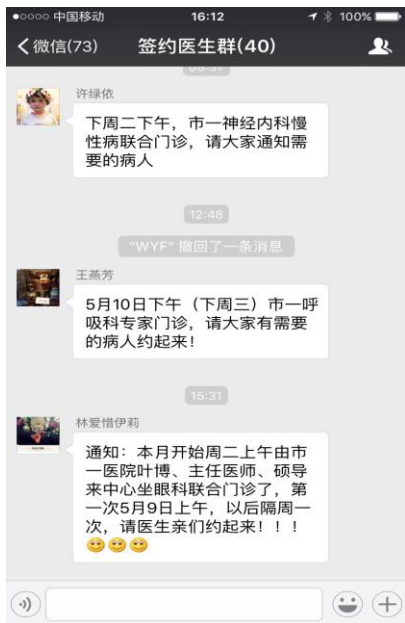 中国移动 16:12 100%
微信(73) 签约医生群(40)
08:37
许绿依
下周二下午，市一神经内科慢
性病联合门诊，请大家通知需
要的病人
12:48
"WYF" 撤回了一条消息
王燕芳
5月10日下午（下周三）市一呼
吸科专家门诊，请大家有需要
的病人约起来！
15:31
林爱惜伊莉
通知：本月开始周二上午由市
一医院叶博、主任医师、硕导
来中心坐眼科联合门诊了，第
一次5月9日上午，以后隔周一
次，请医生亲们约起来！！！